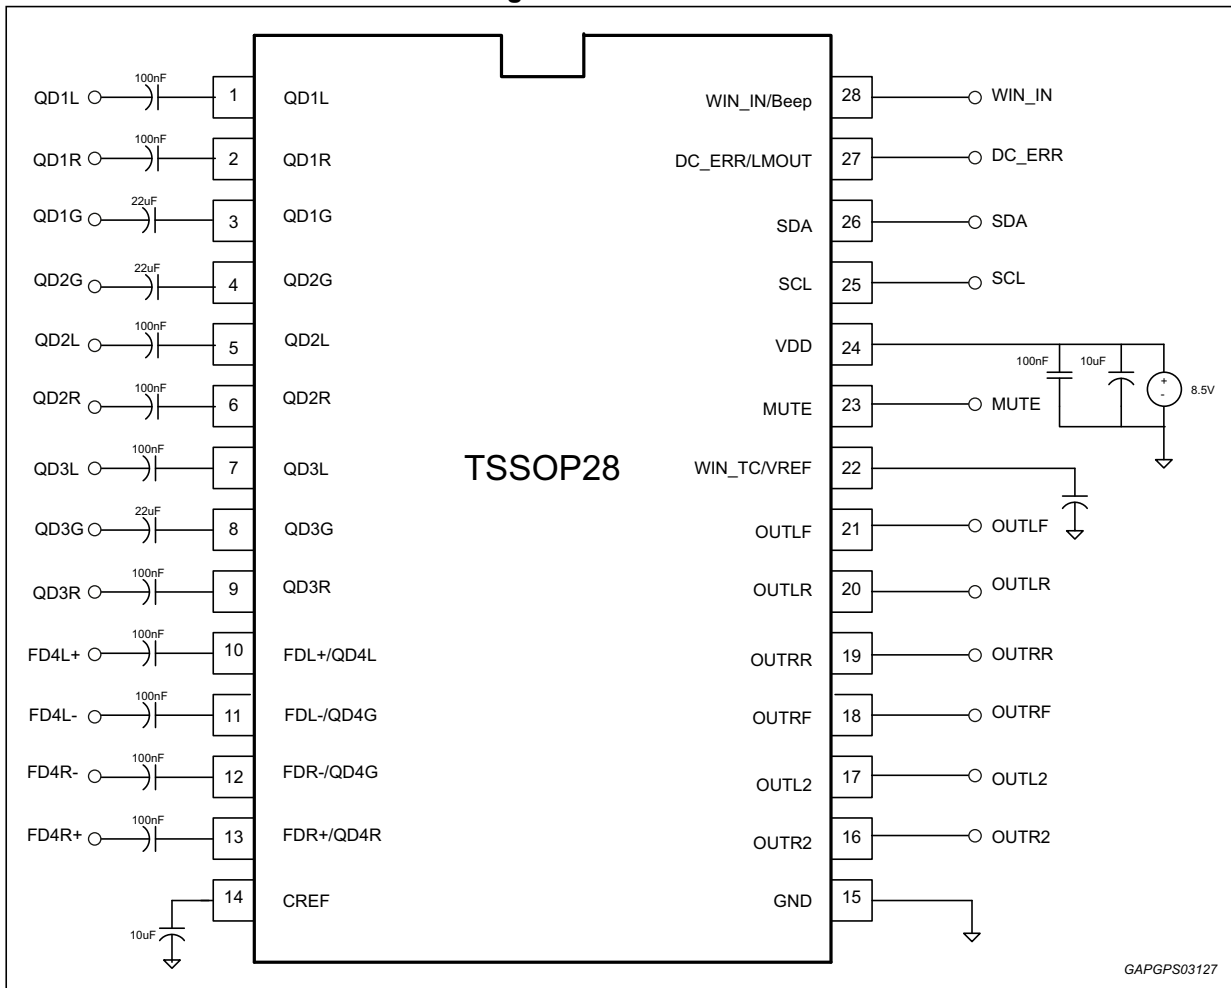 QD1L 100nF 1 QD1L WIN_IN/Beep 28 WIN_IN
QD1R 100nF 2 QD1R DC_ERR/LMOUT 27 DC_ERR
QD1G 22uF 3 QD1G SDA 26 SDA
QD2G 22uF 4 QD2G SCL 25 SCL
QD2L 100nF 5 QD2L VDD 24 100nF 10uF + - 8.5V
QD2R 100nF 6 QD2R MUTE 23 MUTE
QD3L 100nF 7 QD3L TSSOP28 WIN_TC/VREF 22
QD3G 22uF 8 QD3G OUTLF 21 OUTLF
QD3R 100nF 9 QD3R OUTLR 20 OUTLR
FD4L+ 100nF 10 FDL+/QD4L OUTRR 19 OUTRR
FD4L- 100nF 11 FDL-/QD4G OUTRF 18 OUTRF
FD4R- 100nF 12 FDR-/QD4G OUTL2 17 OUTL2
FD4R+ 100nF 13 FDR+/QD4R OUTR2 16 OUTR2
10uF 14 CREF GND 15
GAPGPS03127